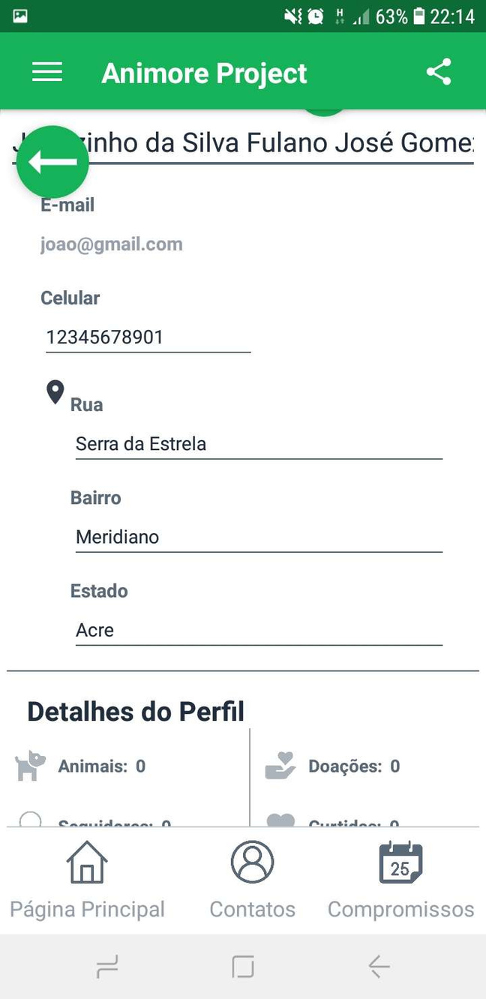 H 63% 22:14
Animore Project
zinho da Silva Fulano José Gome
E-mail
joao@gmail.com
Celular
12345678901
Rua
Serra da Estrela
Bairro
Meridiano
Estado
Acre
Detalhes do Perfil
Animais: 0 Doações: 0
Seguidores: 0 Curtidas: 0
25
Página Principal Contatos Compromissos